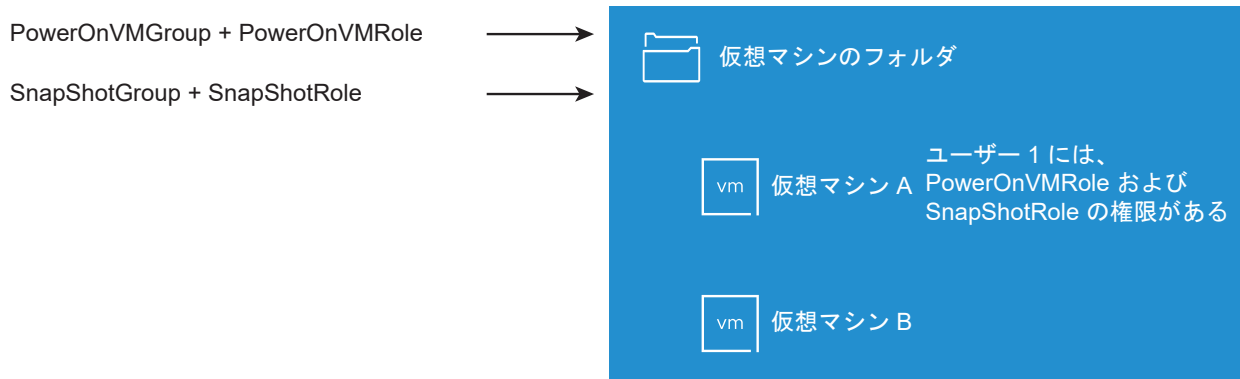 PowerOnVMGroup + PowerOnVMRole
SnapShotGroup + SnapShotRole
仮想マシンのフォルダ
vm
仮想マシン A
ユーザー 1 には、
PowerOnVMRole および
SnapShotRole の権限がある
vm
仮想マシン B